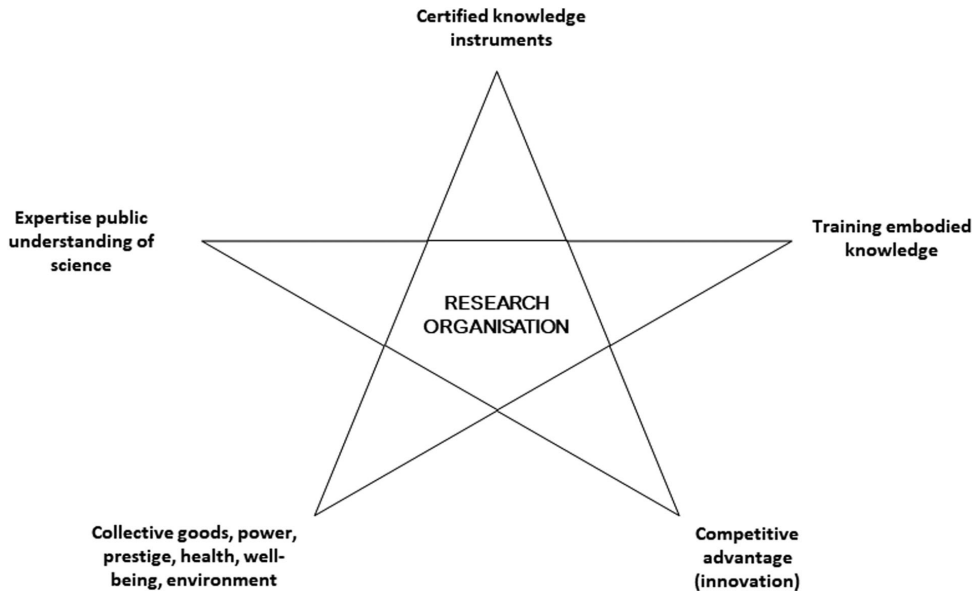 Certified knowledge
instruments
Expertise public
understanding of
science
Training embodied
knowledge
RESEARCH
ORGANISATION
Collective goods, power,
prestige, health, well-
being, environment
Competitive
advantage
(innovation)